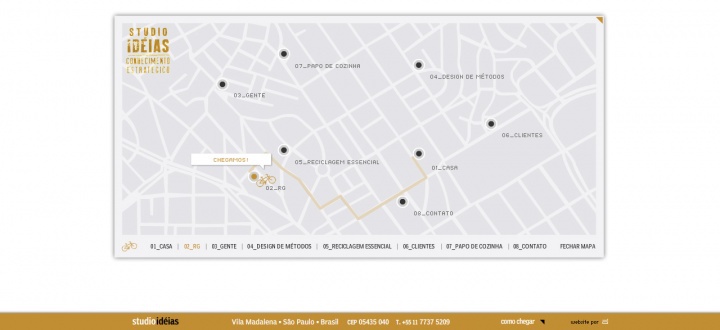 STUDIO
IDÉIAS
CONHECIMENTO
ESTRATÉGICO
07_PAPO DE COZINHA
04_DESIGN DE MÉTODOS
03_GENTE
06_CLIENTES
CHEGAMOS!
05_RECICLAGEM ESSENCIAL
01_CASA
02_RG
08_CONTATO
01_CASA | 02_RG | 03_GENTE | 04_DESIGN DE MÉTODOS | 05_RECICLAGEM ESSENCIAL | 06_CLIENTES | 07_PAPO DE COZINHA | 08_CONTATO FECHAR MAPA
studioidéias Vila Madalena • São Paulo • Brasil CEP 05435 040 T. +55 11 7737 5209 como chegar website por